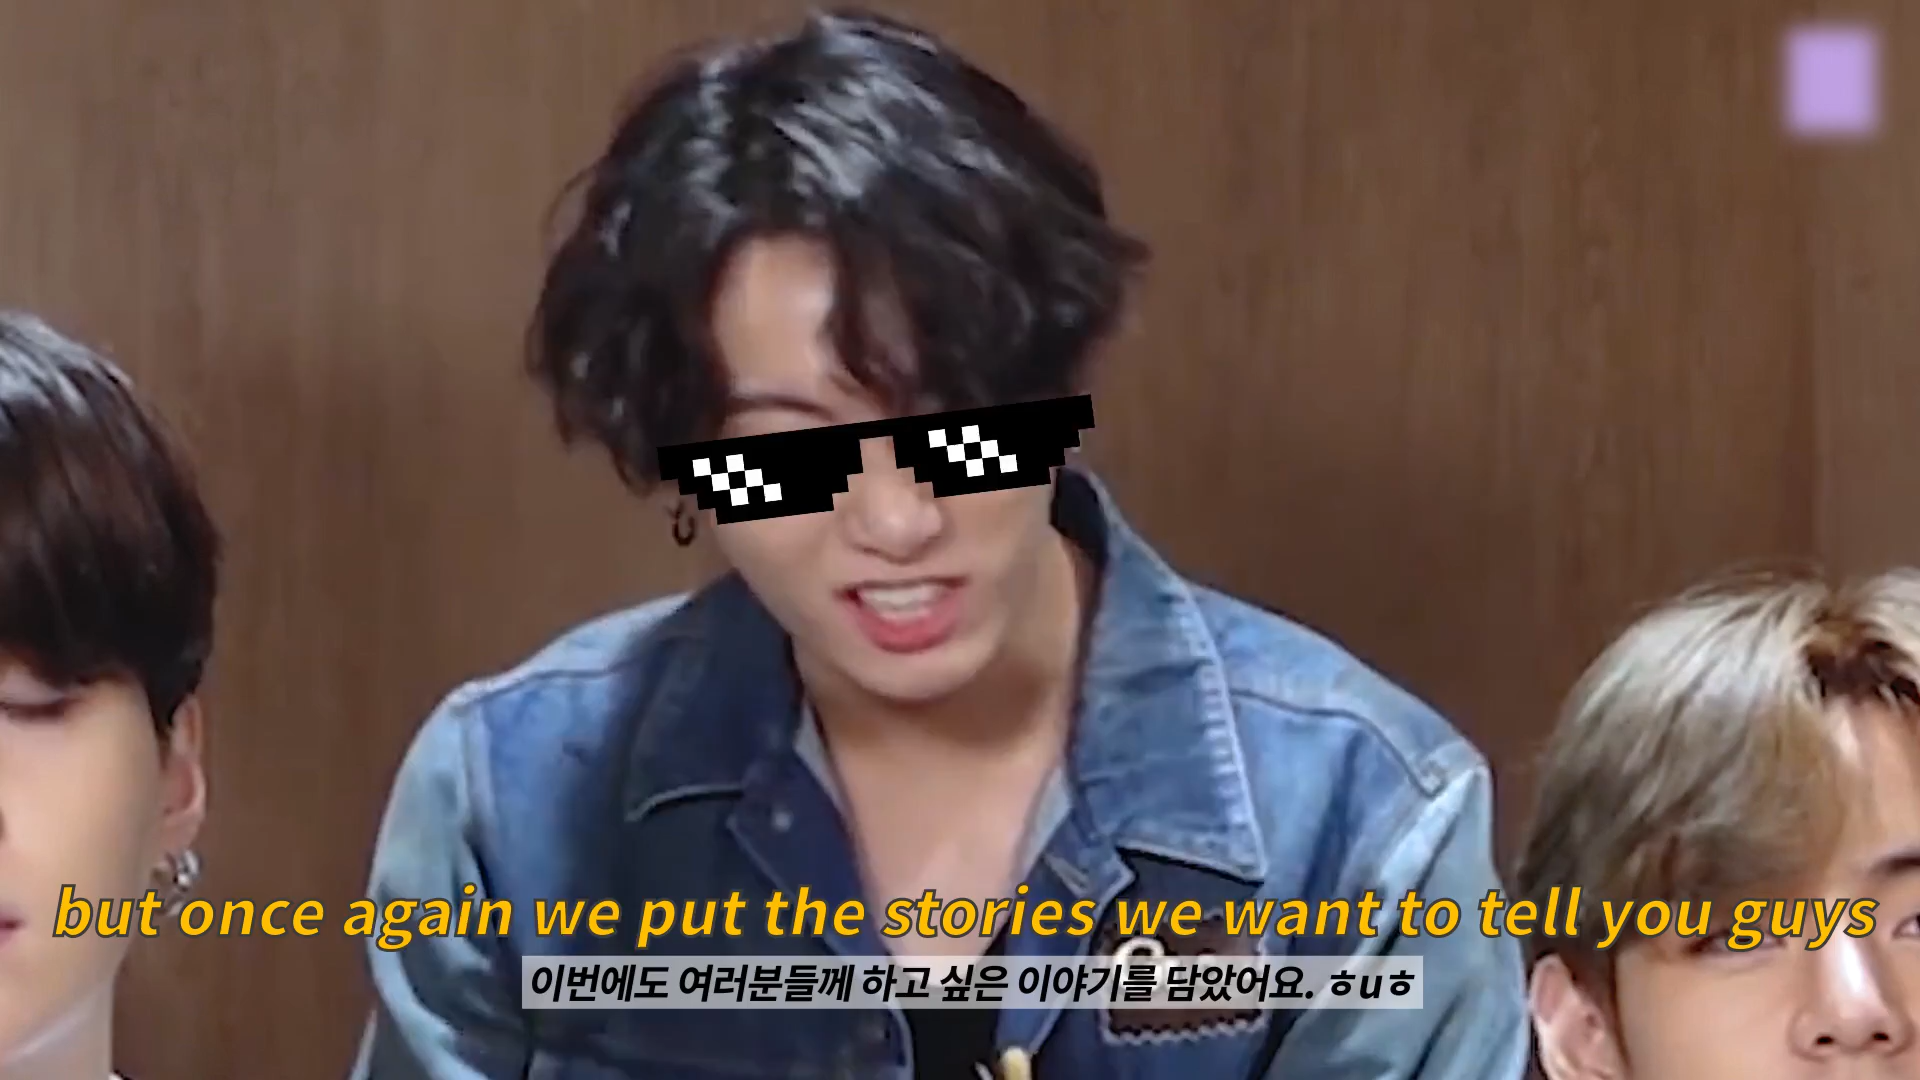 but once again we put the stories we want to tell you guys
이번에도 여러분들께 하고 싶은 이야기를 담았어요. ㅎuㅎ